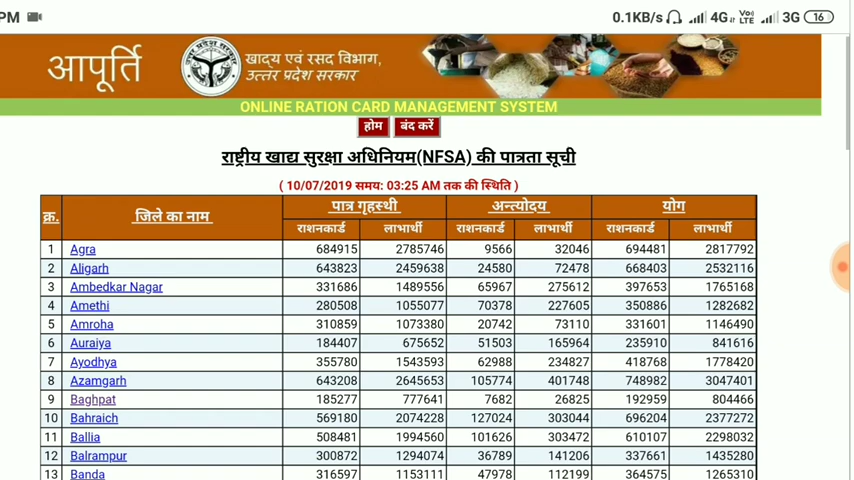 PM 0.1KB/s 4G Vo) LTE 3G 16
आपूर्ति
खाद्य एवं रसद विभाग,
उत्तर प्रदेश सरकार
ONLINE RATION CARD MANAGEMENT SYSTEM
होम बंद करें
राष्ट्रीय खाद्य सुरक्षा अधिनियम(NFSA) की पात्रता सूची
( 10/07/2019 समय: 03:25 AM तक की स्थिति )
क्र. जिले का नाम पात्र गृहस्थी अन्त्योदय योग
राशनकार्ड लाभार्थी राशनकार्ड लाभार्थी राशनकार्ड लाभार्थी
1 Agra 684915 2785746 9566 32046 694481 2817792
2 Aligarh 643823 2459638 24580 72478 668403 2532116
3 Ambedkar Nagar 331686 1489556 65967 275612 397653 1765168
4 Amethi 280508 1055077 70378 227605 350886 1282682
5 Amroha 310859 1073380 20742 73110 331601 1146490
6 Auraiya 184407 675652 51503 165964 235910 841616
7 Ayodhya 355780 1543593 62988 234827 418768 1778420
8 Azamgarh 643208 2645653 105774 401748 748982 3047401
9 Baghpat 185277 777641 7682 26825 192959 804466
10 Bahraich 569180 2074228 127024 303044 696204 2377272
11 Ballia 508481 1994560 101626 303472 610107 2298032
12 Balrampur 300872 1294074 36789 141206 337661 1435280
13 Banda 316597 1153111 47978 112199 364575 1265310